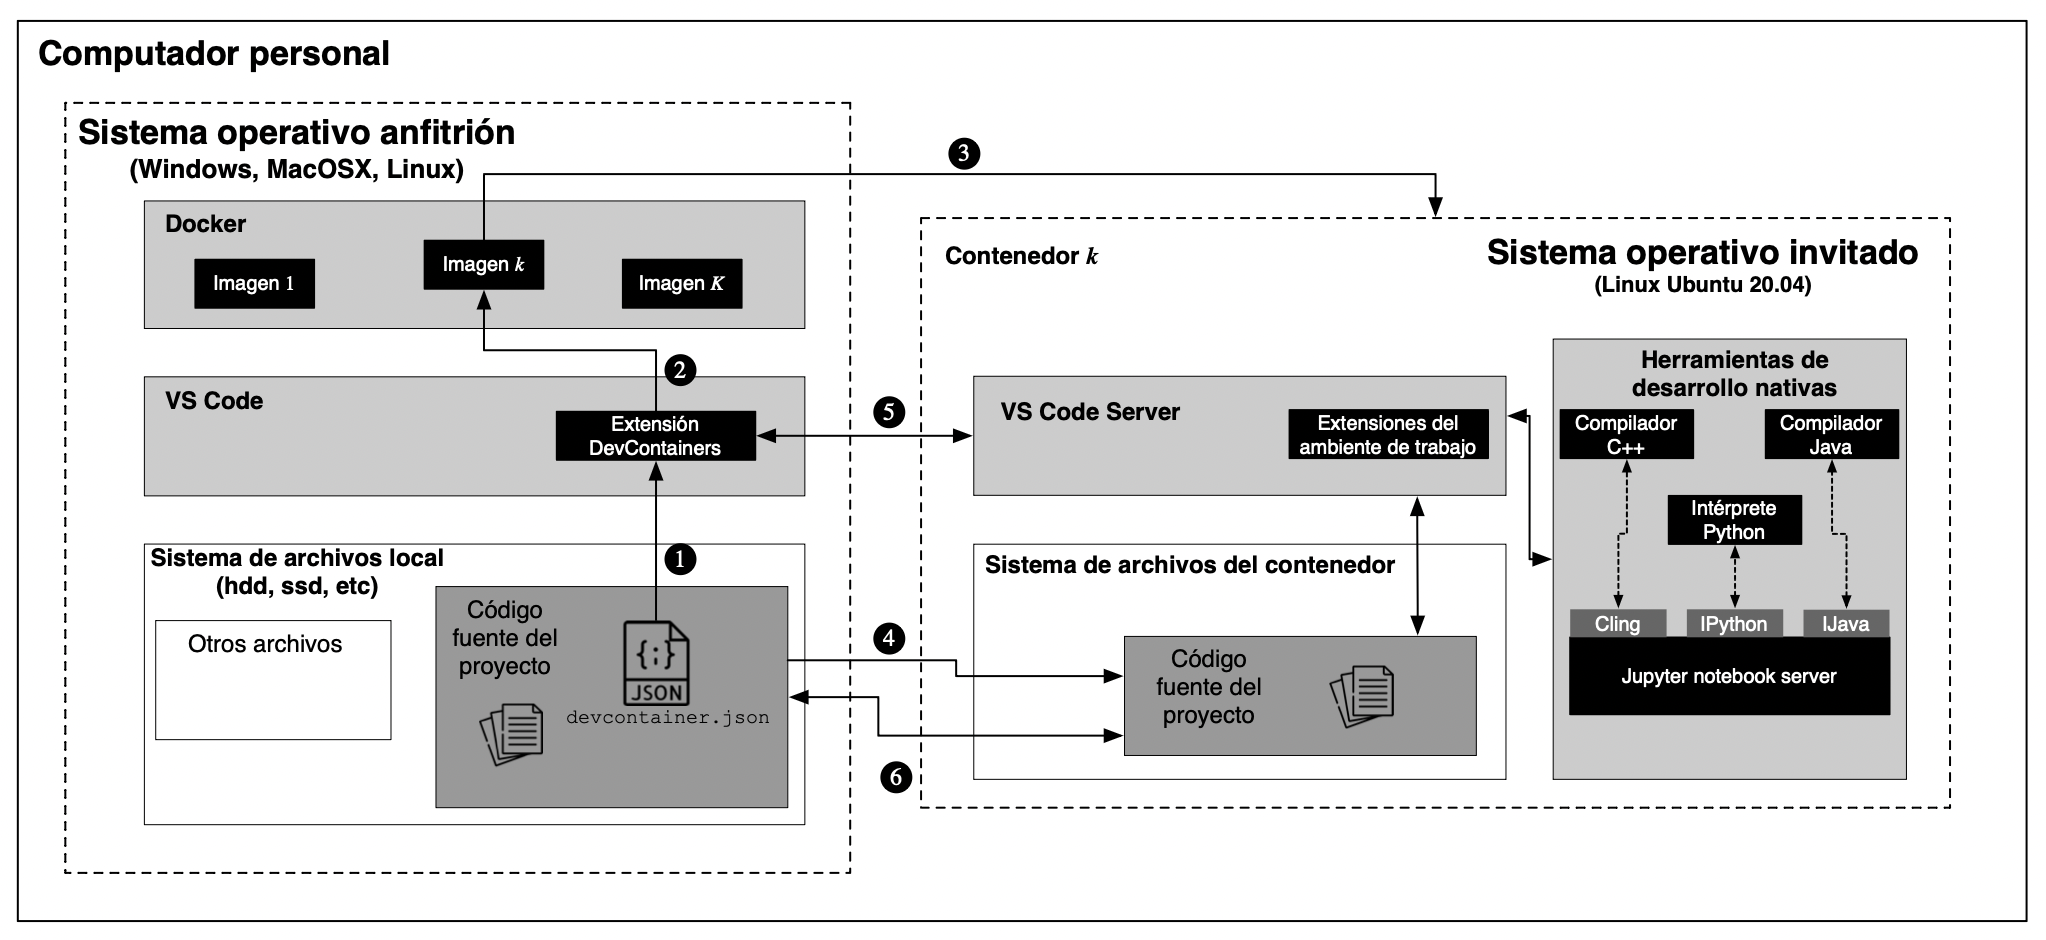 Computador personal
Sistema operativo anfitrión
(Windows, MacOSX, Linux)
3
Docker
Imagen 1
Imagen k
Imagen K
2
VS Code
Extensión
DevContainers
5
1
Sistema de archivos local
(hdd, ssd, etc)
Otros archivos
Código
fuente del
proyecto
{;}
JSON
devcontainer.json
4
6
Contenedor k
Sistema operativo invitado
(Linux Ubuntu 20.04)
VS Code Server
Extensiones del
ambiente de trabajo
Sistema de archivos del contenedor
Código
fuente del
proyecto
Herramientas de
desarrollo nativas
Compilador
C++
Compilador
Java
Intérprete
Python
Cling
IPython
IJava
Jupyter notebook server